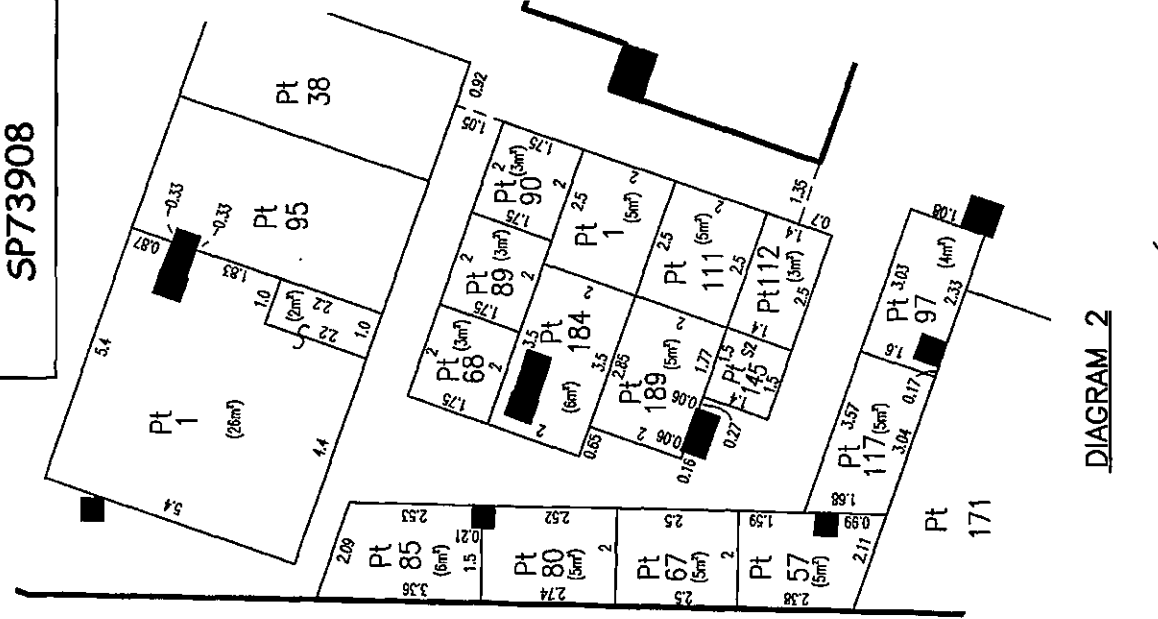 SP73908
Pt
38
0.92
Pt
95
0.33
0.33
0.87
1.83
5.4
Pt
1
(26m²)
1.0
(2m²)
2.2
2.2
1.0
4.4
5.4
1.05
Pt
90
(3m²)
2
1.75
2
1.75
Pt
89
(3m²)
2
2
1.75
Pt
68
(3m²)
2
2
1.75
Pt
1
(5m²)
2.5
2
2
Pt
184
(6m²)
3.5
3.5
2
0.65
Pt
111
(5m²)
2.5
2
2.5
Pt
189
(5m²)
2.85
2
1.77
2
0.06
0.06
0.16
0.27
Pt112
(3m²)
1.4
2.5
1.4
0.7
1.35
Pt
145
S2
1.5
1.5
1.4
Pt
97
(4m²)
3.03
1.08
2.33
1.6
0.17
Pt
117
(5m²)
3.57
3.04
1.68
Pt
171
Pt
85
(6m²)
2.09
2.53
0.21
1.5
3.36
Pt
80
(5m²)
2.52
2
2.74
Pt
67
(5m²)
2.5
2
2.5
Pt
57
(5m²)
1.59
0.99
2.11
2.38
S
DIAGRAM 2